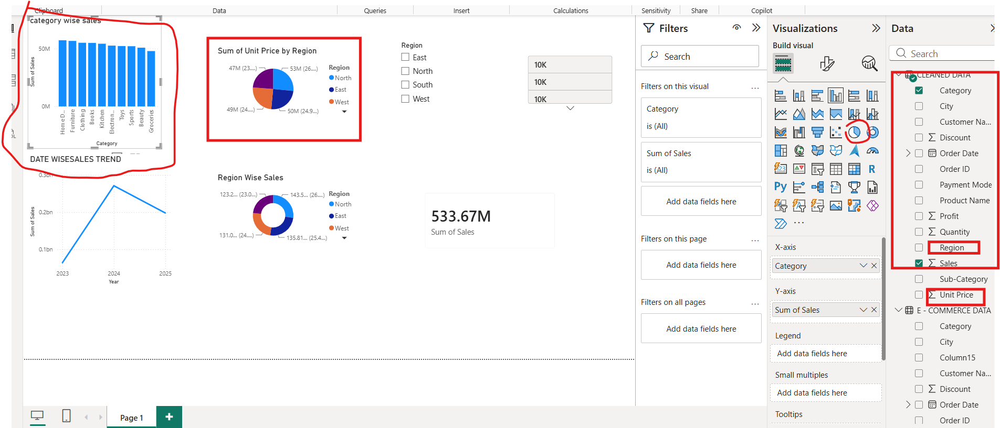 Clipboard
Data
Queries
Insert
Calculations
Sensitivity
Share
Copilot
category wise sales
50M
0M
Sum of Sales
Home D...
Furniture
Clothing
Books
Kitchen
Electron...
Toys
Sports
Beauty
Groceries
Category
DATE WISESALES TREND
0.3bn
0.2bn
0.1bn
Sum of Sales
2023
2024
2025
Year
Sum of Unit Price by Region
47M (23....)
53M (26....)
49M (24....)
50M (24.9...)
Region
North
East
West
Region Wise Sales
123.2... (23.0...)
143.5... (26....)
131.0... (24....)
135.81... (25.4...)
Region
North
East
West
Region
East
North
South
West
10K
10K
10K
533.67M
Sum of Sales
Page 1
Filters
Search
Filters on this visual
...
Category
is (All)
Sum of Sales
is (All)
Add data fields here
Filters on this page
...
Add data fields here
Filters on all pages
...
Add data fields here
Visualizations
Build visual
123
R
Py
...
X-axis
Category
Y-axis
Sum of Sales
Legend
Add data fields here
Small multiples
Add data fields here
Tooltips
Data
Search
CLEANED DATA
Category
City
Customer Na...
Discount
Order Date
Order ID
Payment Mode
Product Name
Profit
Quantity
Region
Sales
Sub-Category
Unit Price
E - COMMERCE DATA
Category
City
Column15
Customer Na...
Discount
Order Date
Order ID